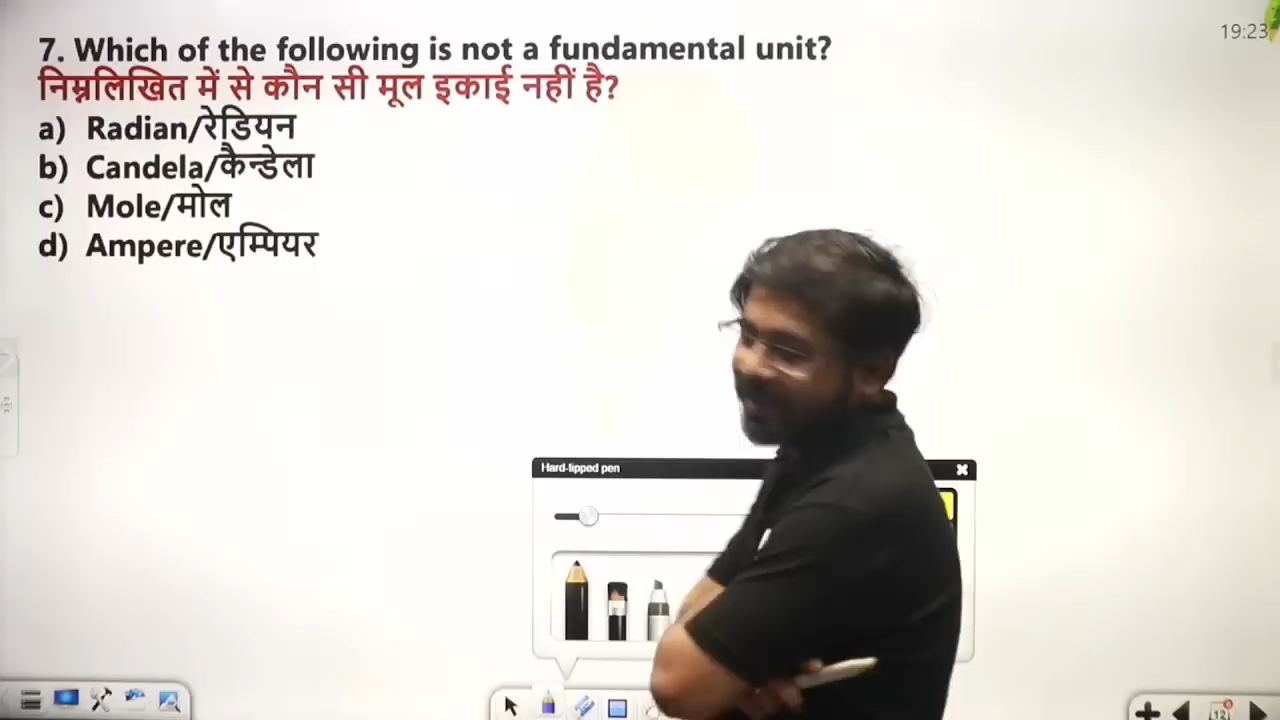 19:23
7. Which of the following is not a fundamental unit?
निम्नलिखित में से कौन सी मूल इकाई नहीं है?
a) Radian/रेडियन
b) Candela/कैन्डेला
c) Mole/मोल
d) Ampere/एम्पियर
Hard-tipped pen